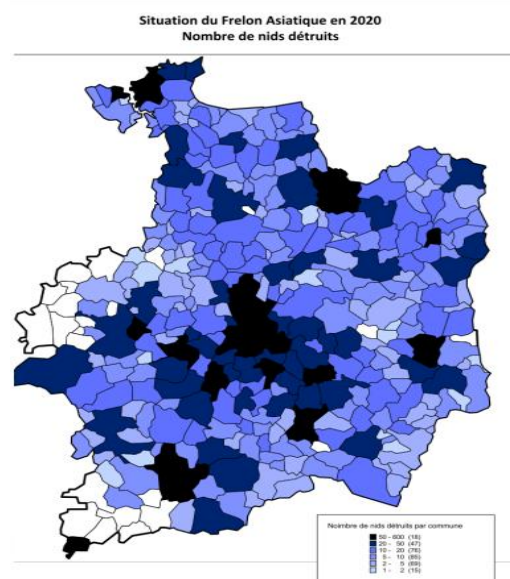 Situation du Frelon Asiatique en 2020
Nombre de nids détruits
Nombre de nids détruits par commune
50 - 600 (18)
20 - 50 (47)
10 - 20 (76)
5 - 10 (85)
2 - 5 (69)
1 - 2 (15)